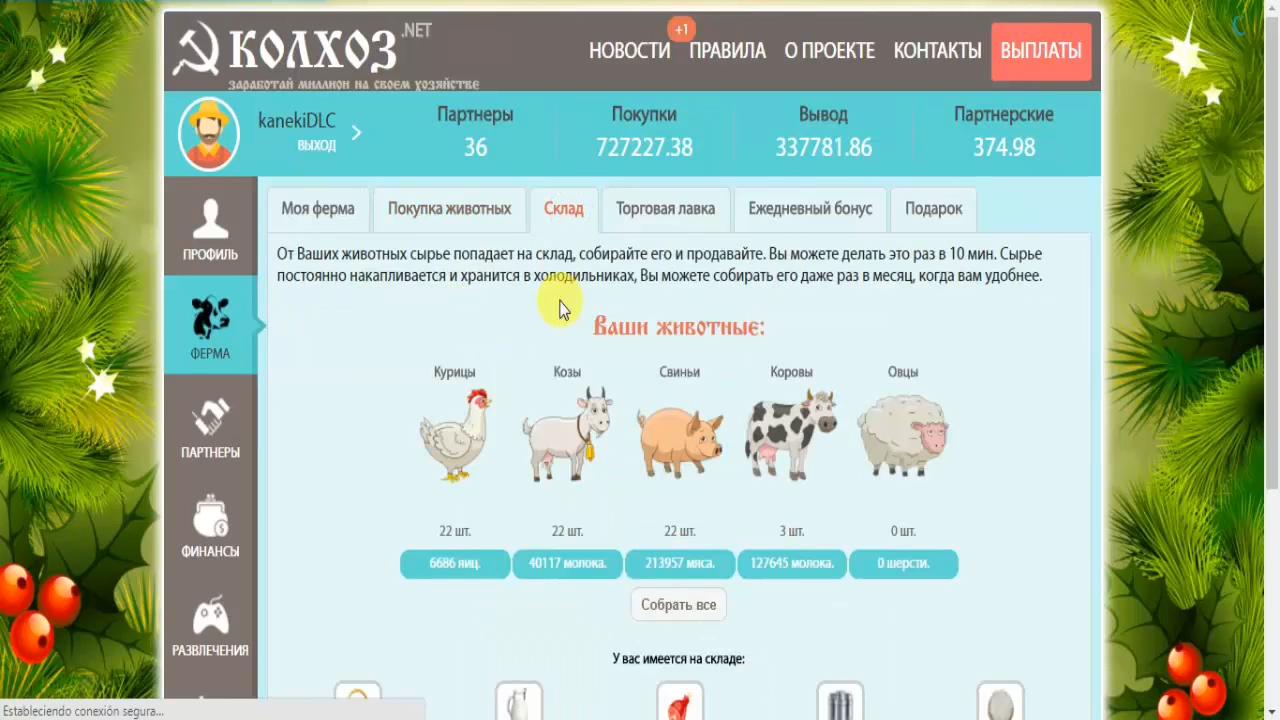 КОЛХОЗ.NET
заработай миллион на своем хозяйстве
НОВОСТИ +1 ПРАВИЛА О ПРОЕКТЕ КОНТАКТЫ ВЫПЛАТЫ
kanekiDLC
ВЫХОД
Партнеры Покупки Вывод Партнерские
36 727227.38 337781.86 374.98
ПРОФИЛЬ
ФЕРМА
ПАРТНЕРЫ
ФИНАНСЫ
РАЗВЛЕЧЕНИЯ
Моя ферма Покупка животных Склад Торговая лавка Ежедневный бонус Подарок
От Ваших животных сырье попадает на склад, собирайте его и продавайте. Вы можете делать это раз в 10 мин. Сырье
постоянно накапливается и хранится в холодильниках, Вы можете собирать его даже раз в месяц, когда вам удобнее.
Ваши животные:
Курицы Козы Свиньи Коровы Овцы
22 шт. 22 шт. 22 шт. 3 шт. 0 шт.
6686 яиц. 40117 молока. 213957 мяса. 127645 молока. 0 шерсти.
Собрать все
У вас имеется на складе:
Estableciendo conexión segura...